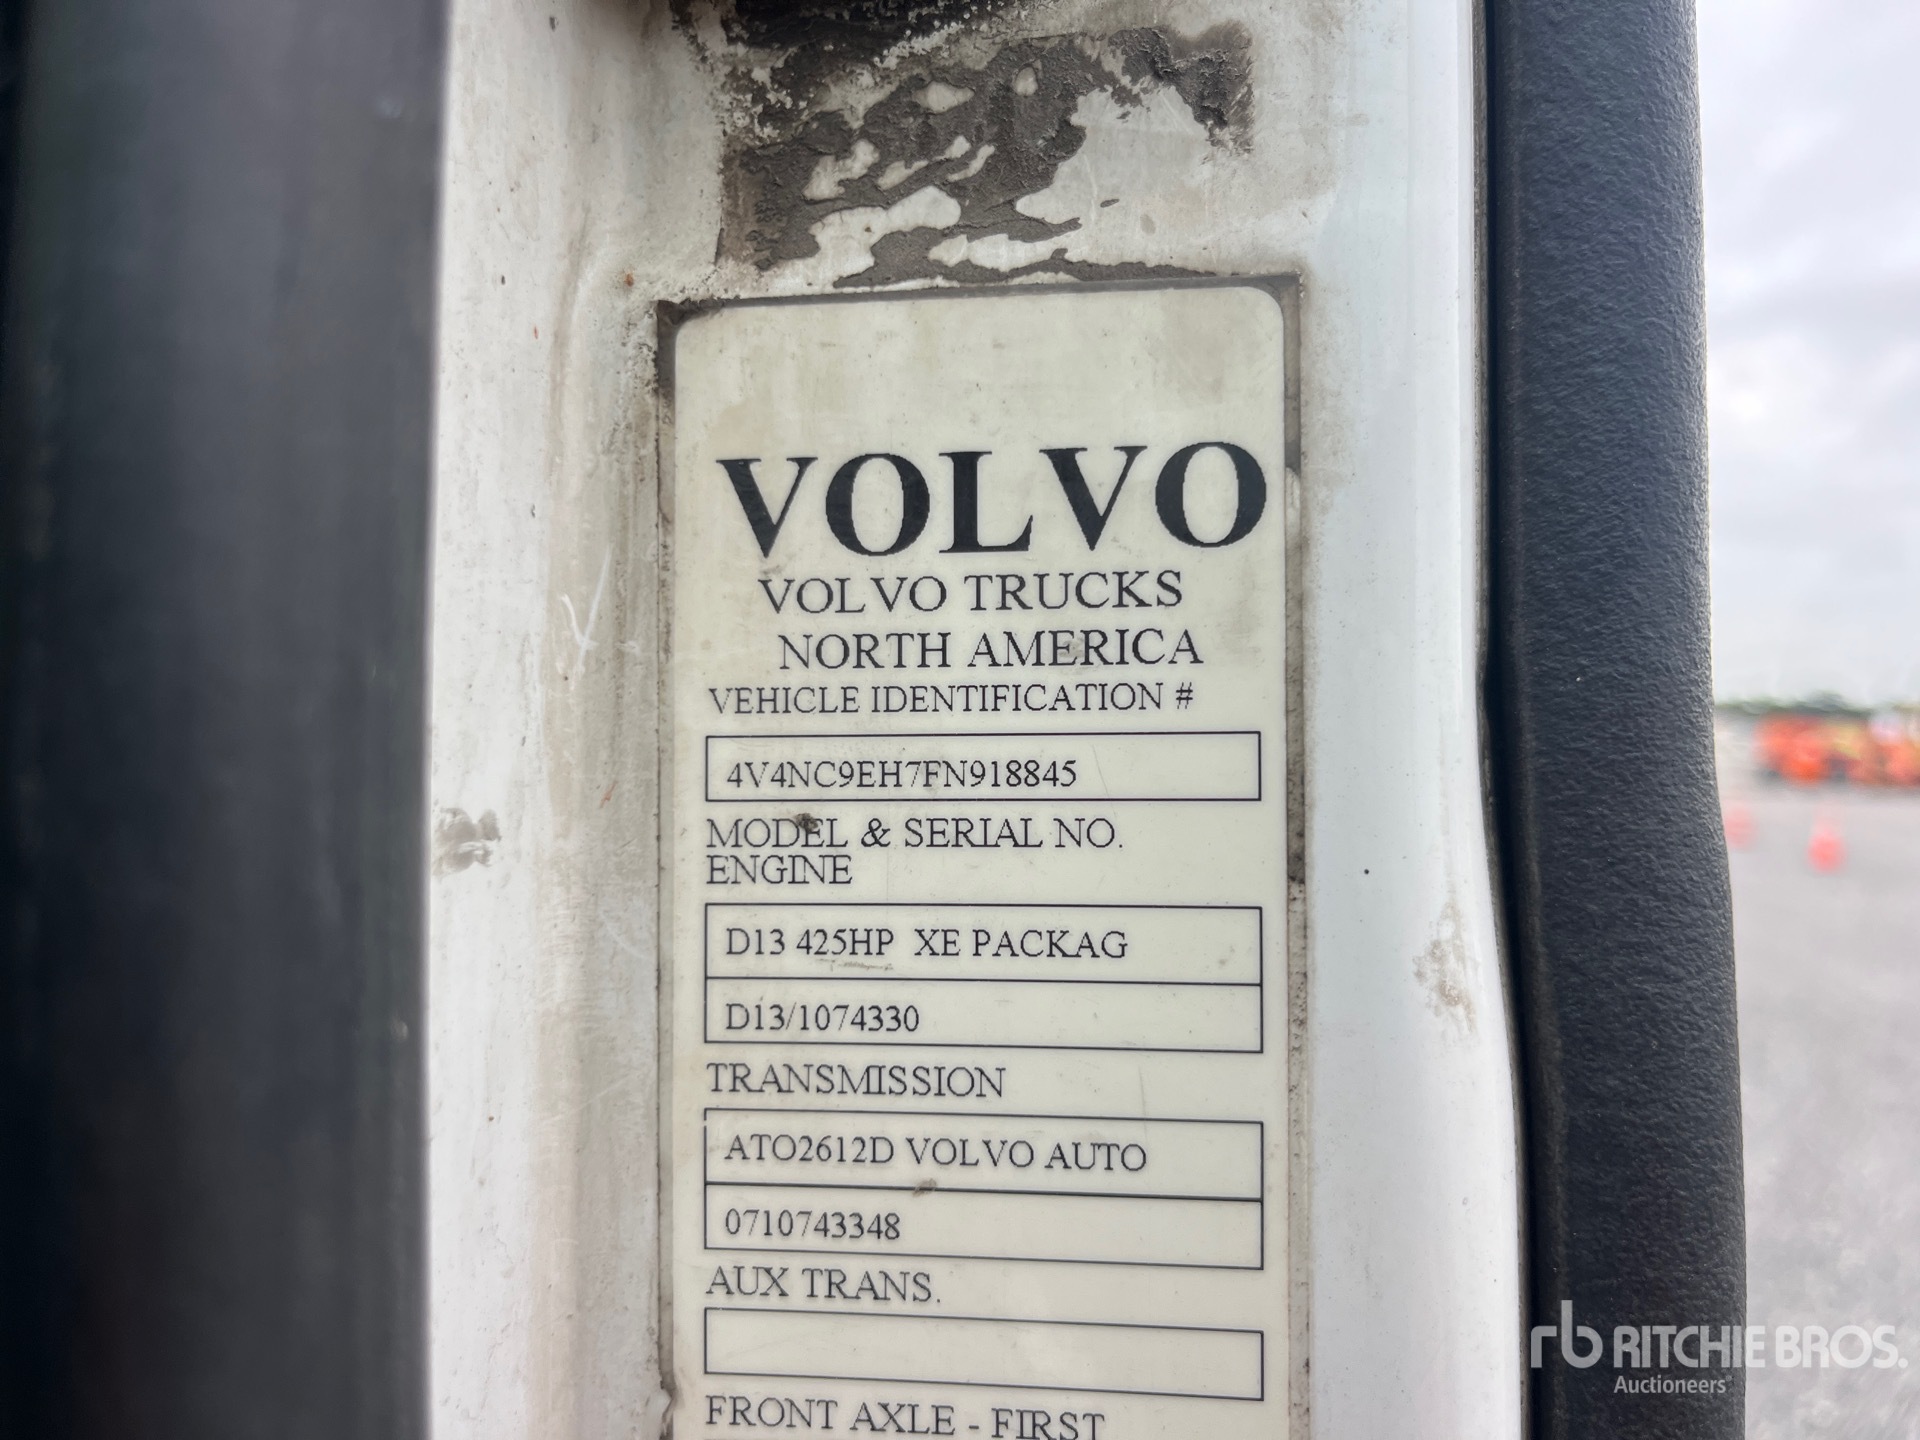 VOLVO
VOLVO TRUCKS
NORTH AMERICA
VEHICLE IDENTIFICATION #
4V4NC9EH7FN918845
MODEL & SERIAL NO.
ENGINE
D13 425HP XE PACKAG
D13/1074330
TRANSMISSION
ATO2612D VOLVO AUTO
0710743348
AUX TRANS.
FRONT AXLE - FIRST
rb RITCHIE BROS.
Auctioneers